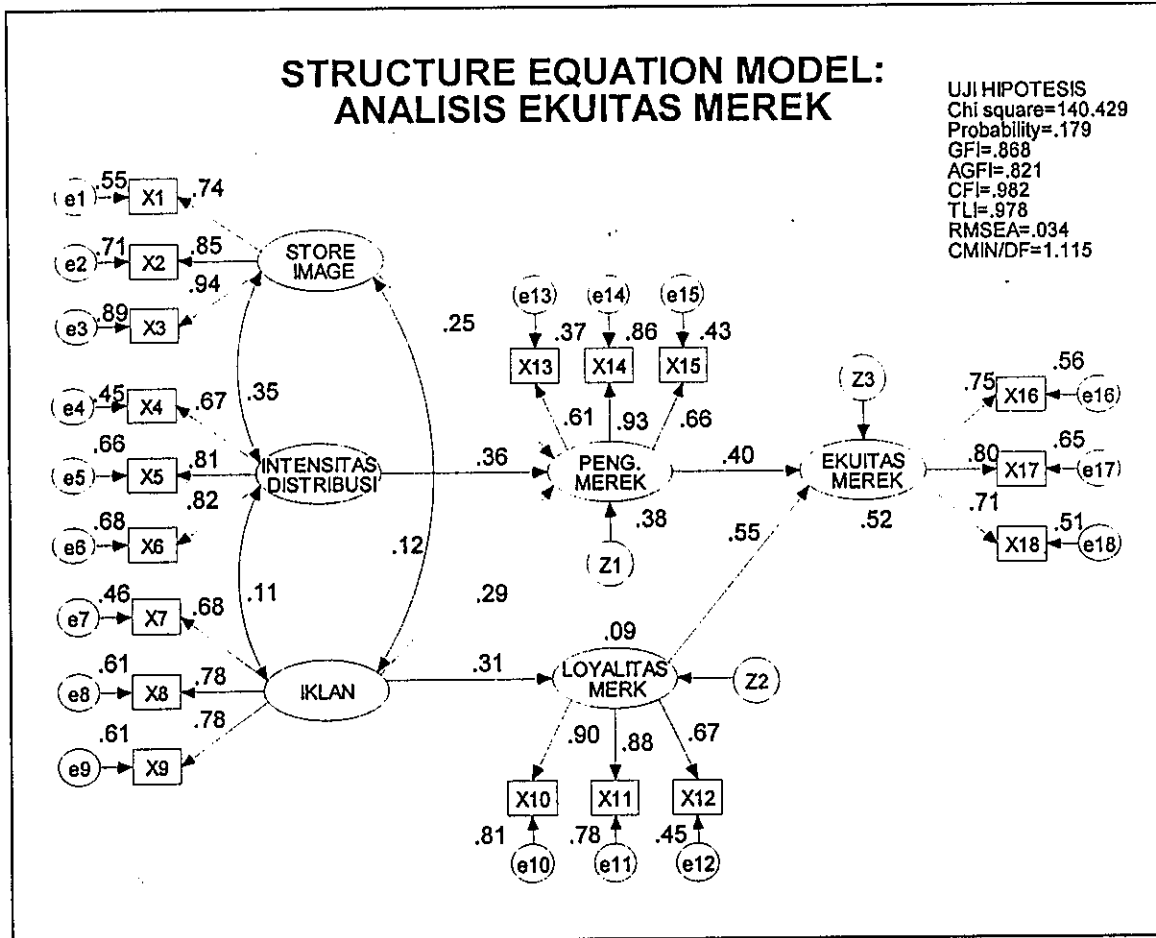 STRUCTURE EQUATION MODEL:
ANALISIS EKUITAS MEREK
UJI HIPOTESIS
Chi square=140.429
Probability=.179
GFI=.868
AGFI=.821
CFI=.982
TLI=.978
RMSEA=.034
CMIN/DF=1.115
e1 .55 X1 .74
e2 .71 X2 .85
e3 .89 X3 .94
STORE
IMAGE
e4 .45 X4 .67
e5 .66 X5 .81
e6 .68 X6 .82
INTENSITAS
DISTRIBUSI
e7 .46 X7 .68
e8 .61 X8 .78
e9 .61 X9 .78
IKLAN
.35
.11
.12
.25
.36
.29
.31
e13 e14 e15
.37 .86 .43
X13 X14 X15
.61 .93 .66
PENG.
MEREK
.38
Z1
.40
.55
Z3
EKUITAS
MEREK
.52
.75 X16 .56 e16
.80 X17 .65 e17
.71 X18 .51 e18
.09
LOYALITAS
MERK
Z2
.90 .88 .67
X10 X11 X12
.81 .78 .45
e10 e11 e12